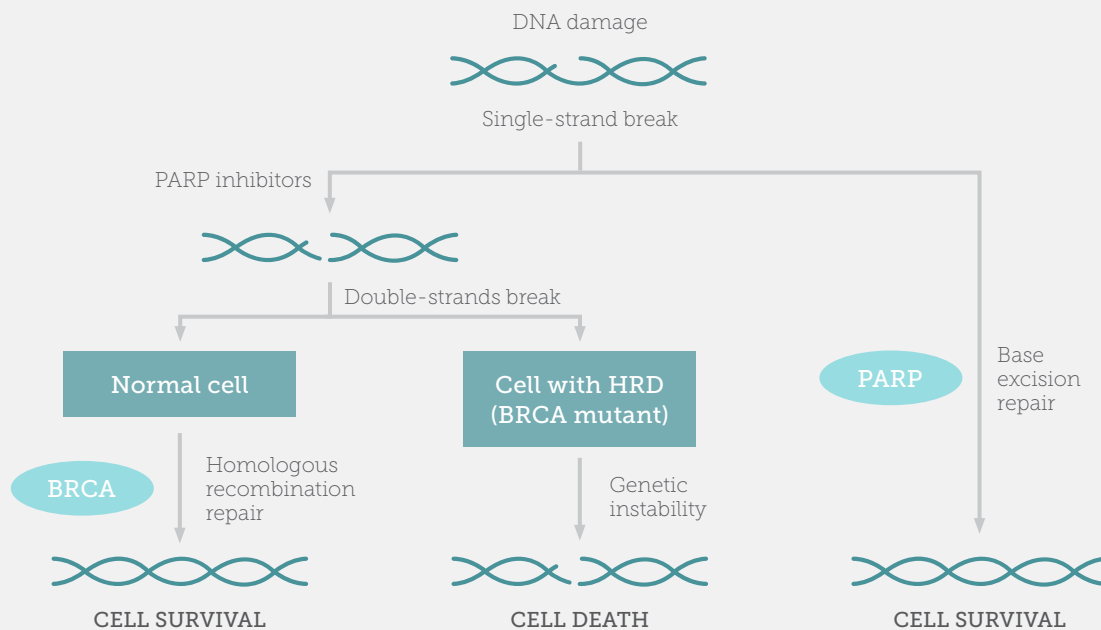 DNA damage
Single-strand break
PARP inhibitors
Double-strands break
Normal cell
Cell with HRD
(BRCA mutant)
PARP
Base
excision
repair
BRCA
Homologous
recombination
repair
Genetic
instability
CELL SURVIVAL
CELL DEATH
CELL SURVIVAL